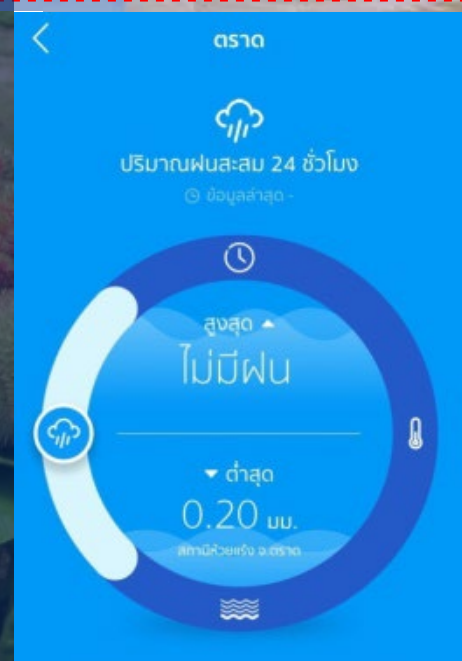 ตราด
ปริมาณฝนสะสม 24 ชั่วโมง
ข้อมูลล่าสุด -
สูงสุด
ไม่มีฝน
ต่ำสุด
0.20 มม.
สถานีห้วยแร้ง จ.ตราด